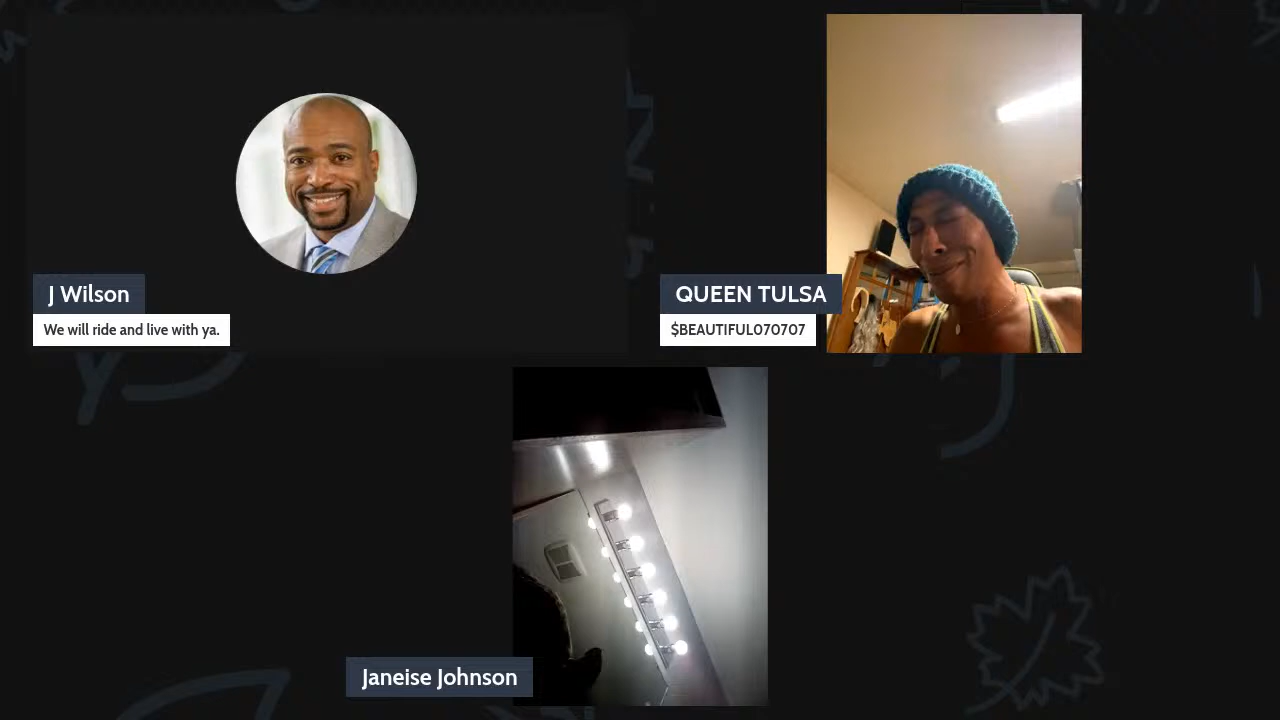 J Wilson
We will ride and live with ya.
QUEEN TULSA
$BEAUTIFUL070707
Janeise Johnson